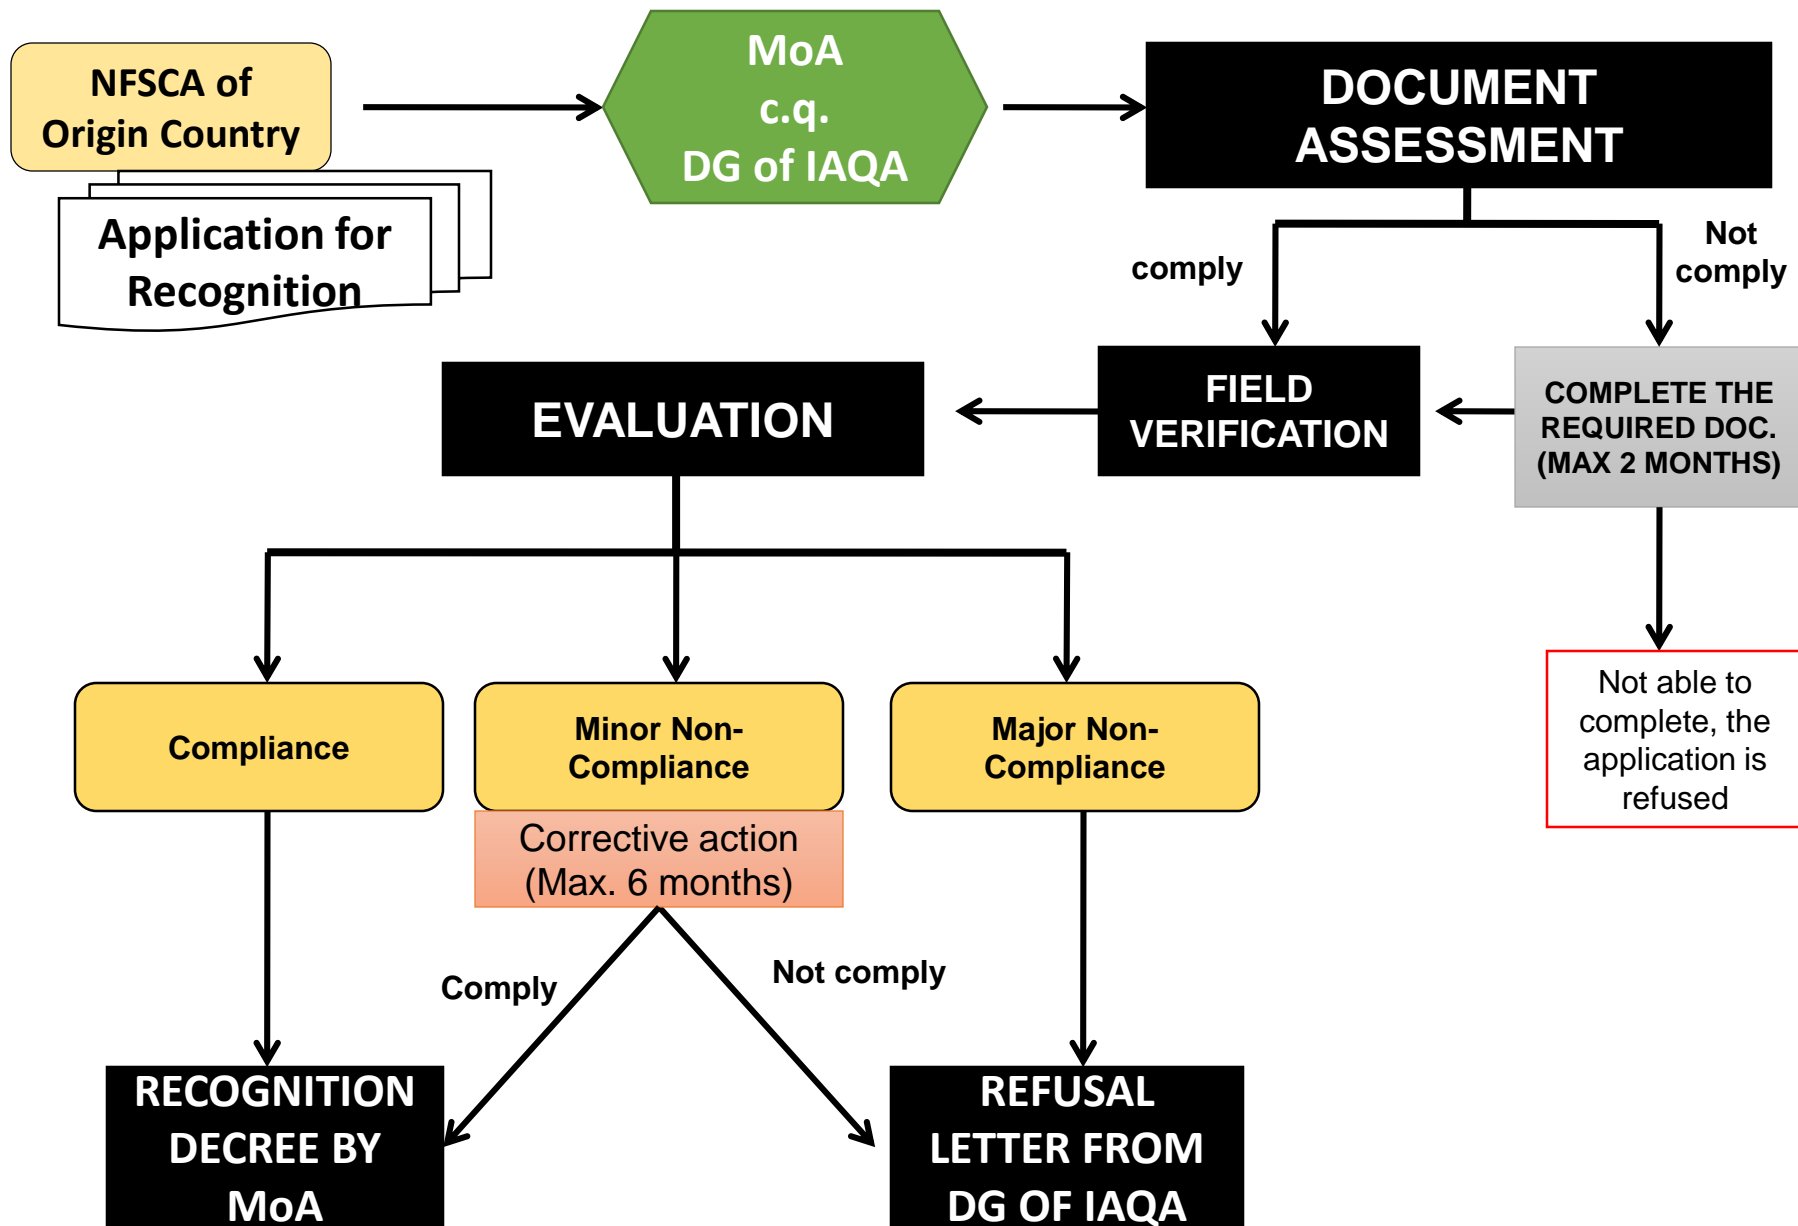 NFSCA of
Origin Country
Application for
Recognition
MoA
c.q.
DG of IAQA
DOCUMENT
ASSESSMENT
comply
Not
comply
EVALUATION
FIELD
VERIFICATION
COMPLETE THE
REQUIRED DOC.
(MAX 2 MONTHS)
Not able to
complete, the
application is
refused
Compliance
Minor Non-
Compliance
Major Non-
Compliance
Corrective action
(Max. 6 months)
Comply
Not comply
RECOGNITION
DECREE BY
MoA
REFUSAL
LETTER FROM
DG OF IAQA